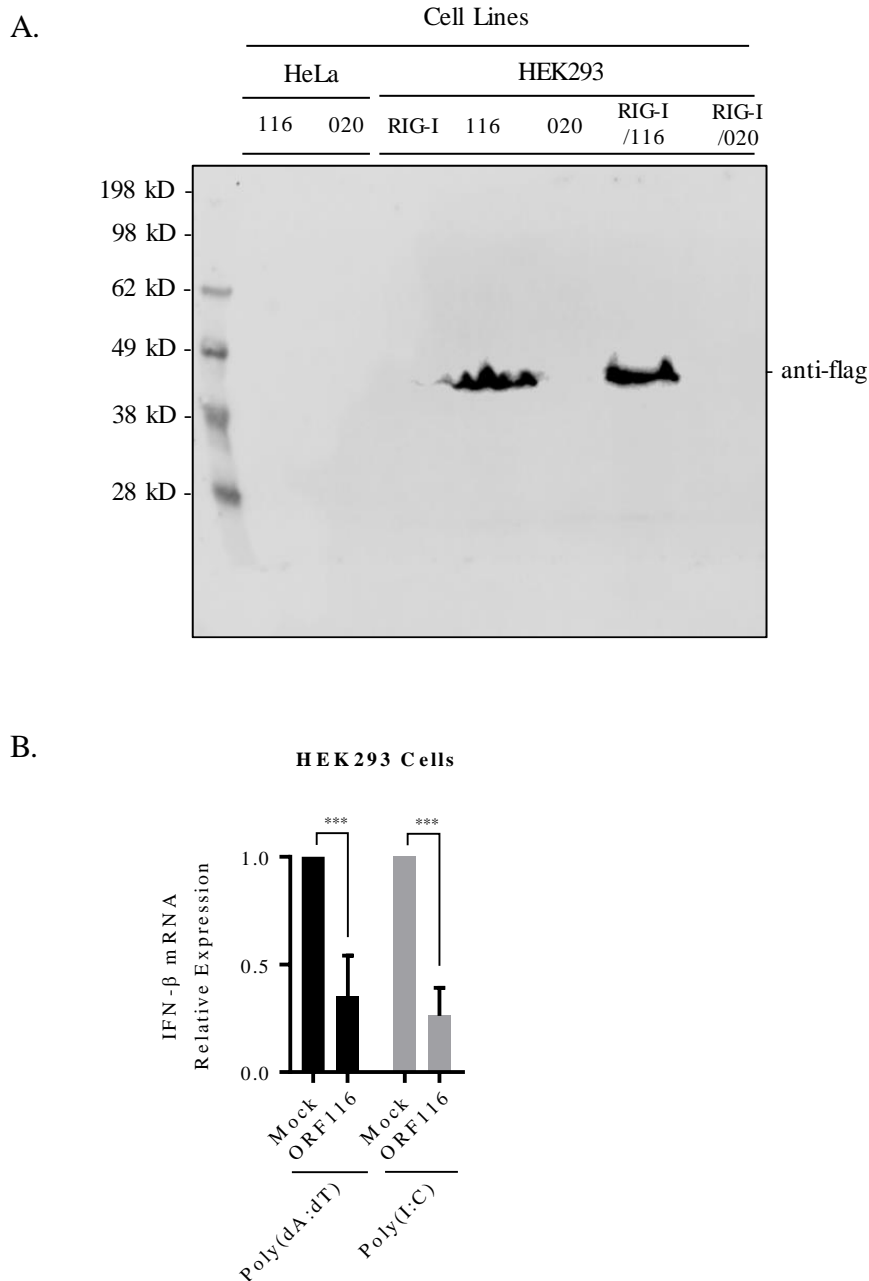 A.
Cell Lines
HeLa HEK293
116 020 RIG-I 116 020 RIG-I /116 RIG-I /020
198 kD -
98 kD -
62 kD -
49 kD -
- anti-flag
38 kD -
28 kD -
B.
HEK293 Cells
*** ***
IFN-β mRNA
Relative Expression
1.0
0.5
0.0
Mock
ORF116
Mock
ORF116
Poly(dA:dT)
Poly(I:C)